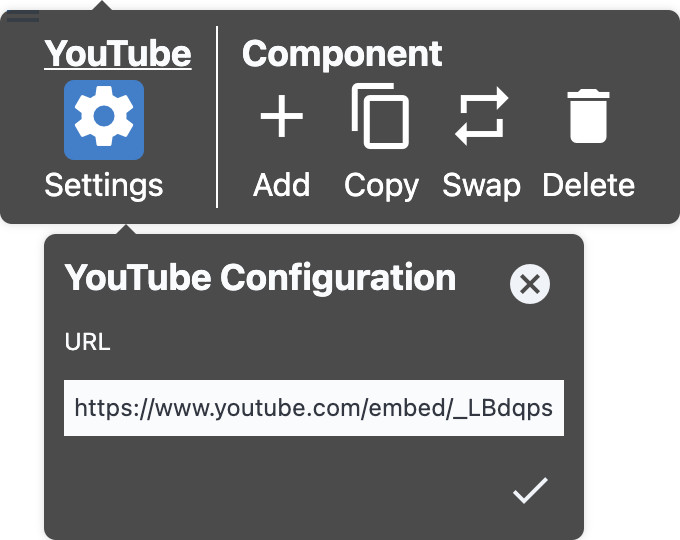 YouTube Component
Settings Add Copy Swap Delete
YouTube Configuration
URL
https://www.youtube.com/embed/_LBdqps